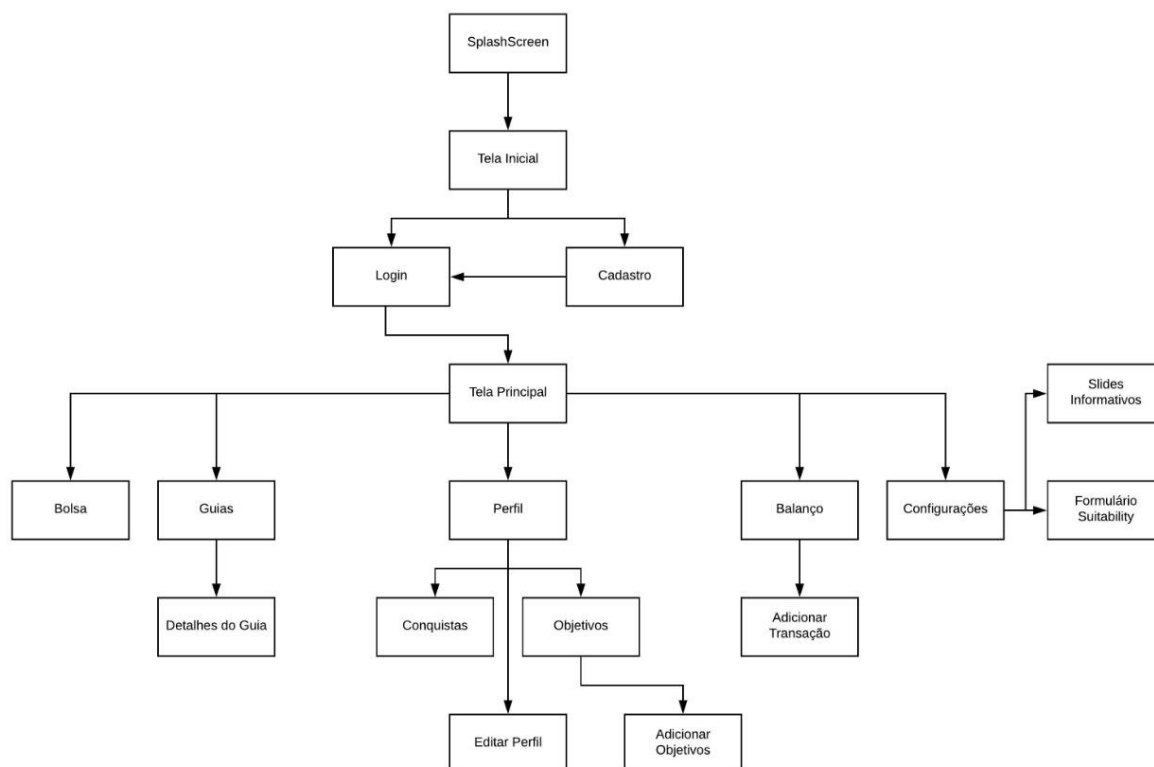 SplashScreen
Tela Inicial
Login
Cadastro
Tela Principal
Slides
Informativos
Bolsa
Guias
Perfil
Balanço
Configurações
Formulário
Suitability
Detalhes do Guia
Conquistas
Objetivos
Adicionar
Transação
Editar Perfil
Adicionar
Objetivos